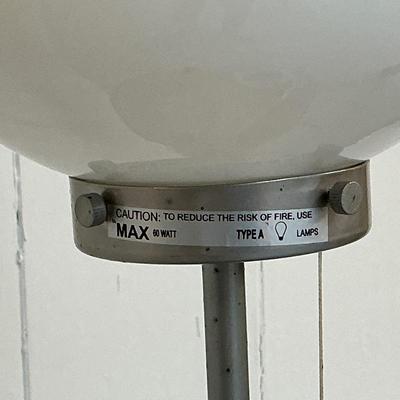 CAUTION: TO REDUCE THE RISK OF FIRE, USE
MAX 60 WATT TYPE A LAMPS